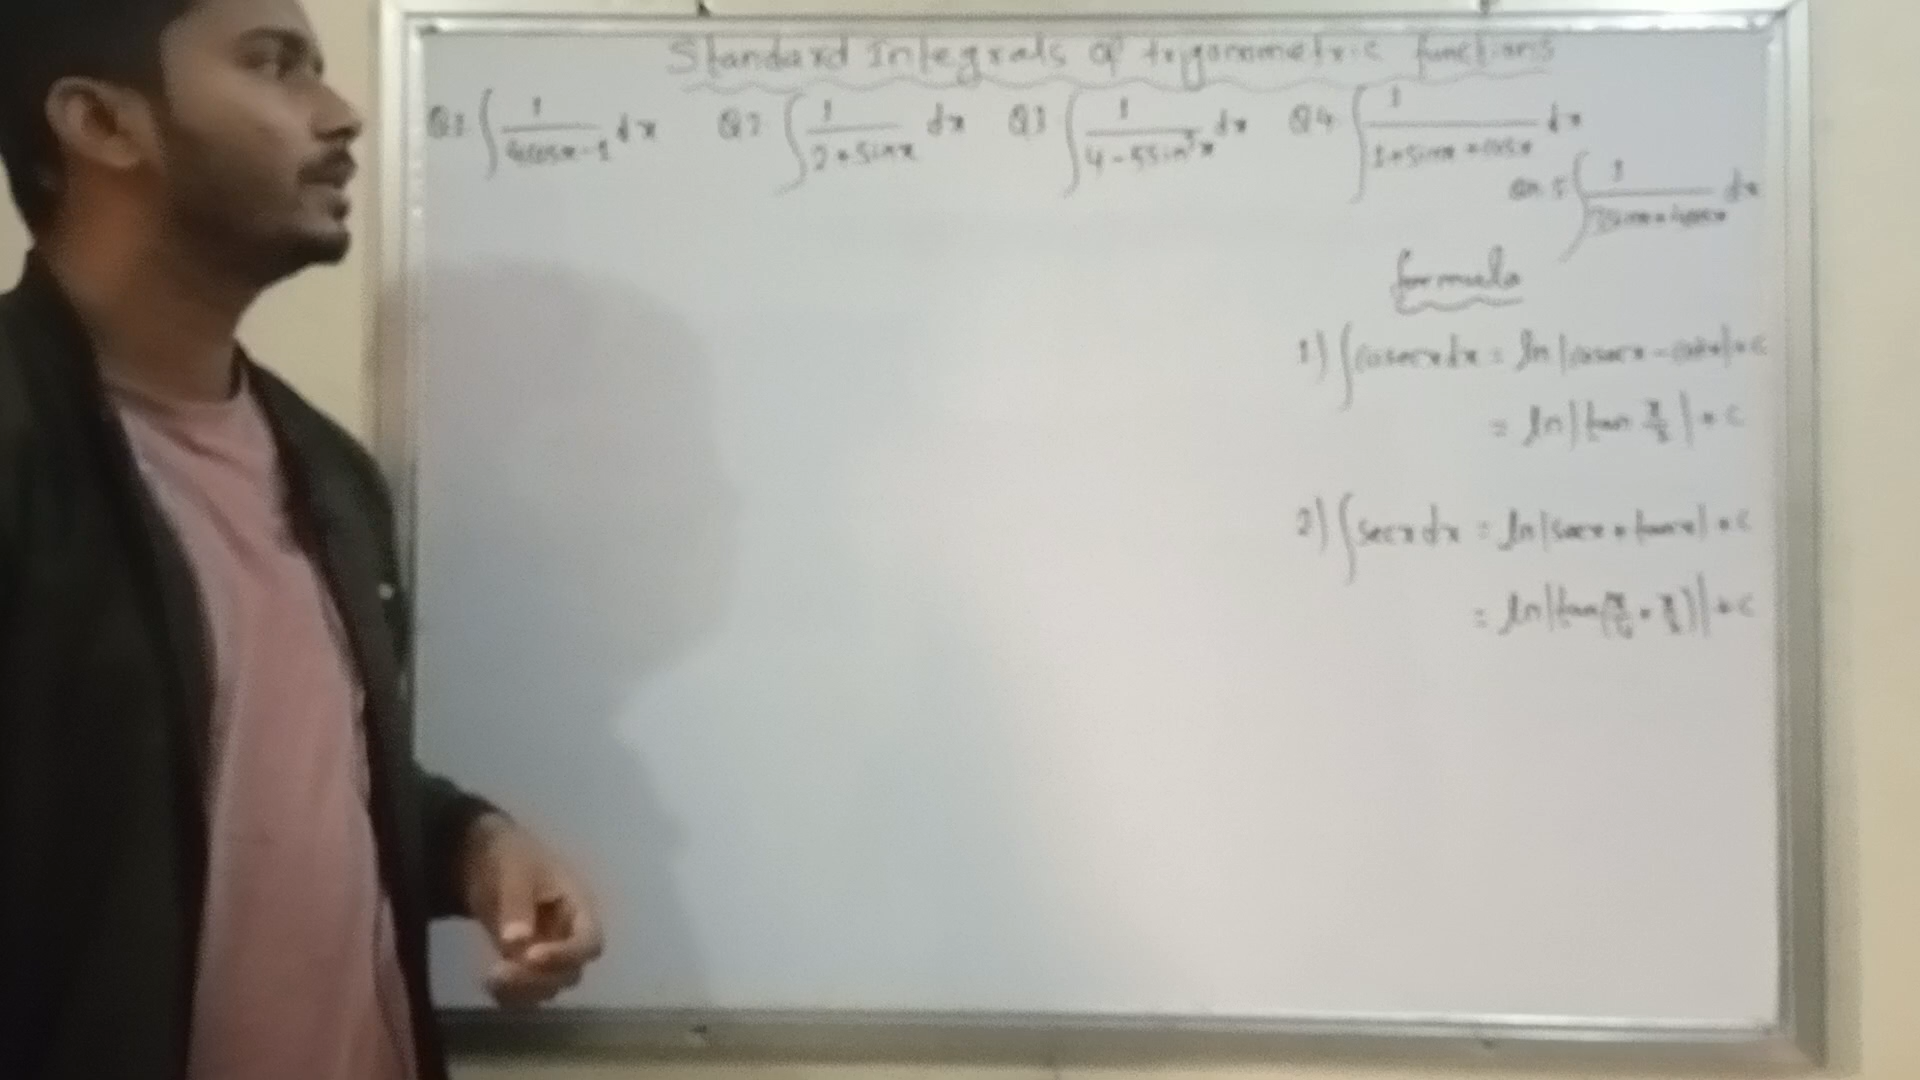 Standard Integrals of trigonometric functions
Q1. ∫ 1/(4cosx-1) dx Q2 ∫ 1/(2+sinx) dx Q3 ∫ 1/(4-5sin²x) dx Q4 ∫ 1/(1+sinx+cosx) dx
Qn.5 ∫ 1/(3sinx+4cosx) dx
formula
1) ∫cosecx dx = ln|cosecx-cotx|+c
= ln|tan x/2|+c
2) ∫secx dx = ln|secx+tanx|+c
= ln|tan(π/4+x/2)|+c